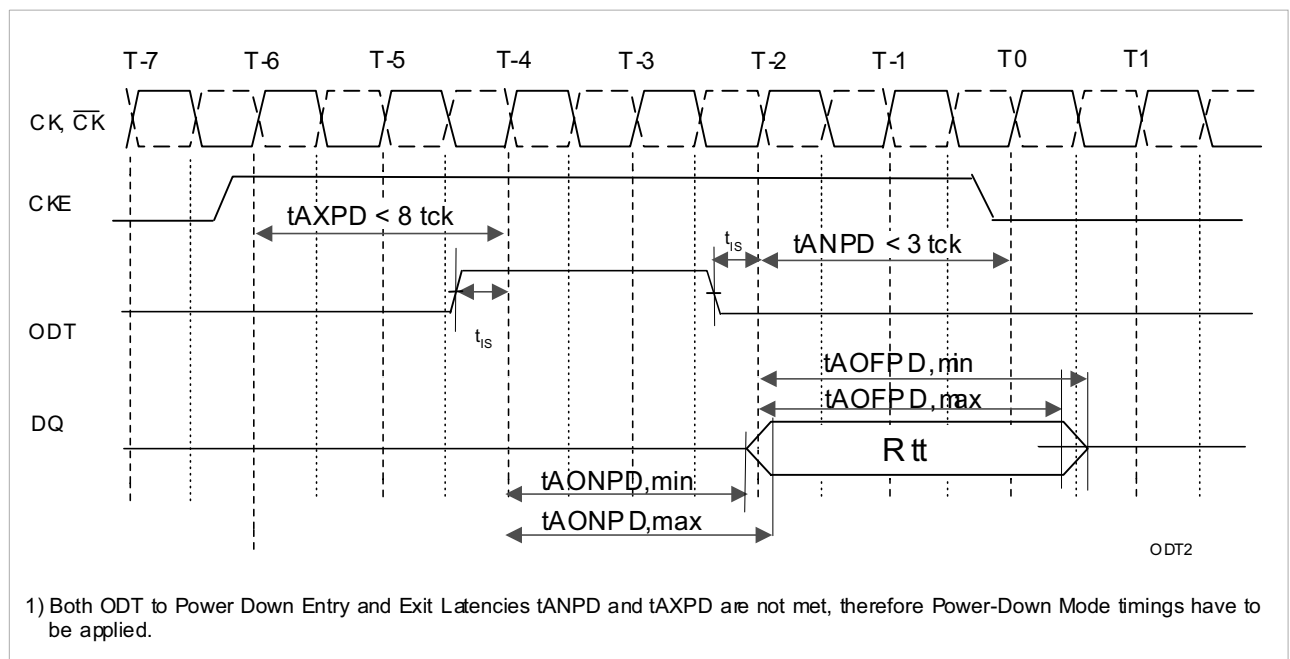 T-7 T-6 T-5 T-4 T-3 T-2 T-1 T0 T1
CK, CK
CKE
tAXPD < 8 tck
tIS
tANPD < 3 tck
ODT
tIS
tAOFPD,min
tAOFPD,max
DQ
Rtt
tAONPD,min
tAONPD,max
ODT2
1) Both ODT to Power Down Entry and Exit Latencies tANPD and tAXPD are not met, therefore Power-Down Mode timings have to
be applied.